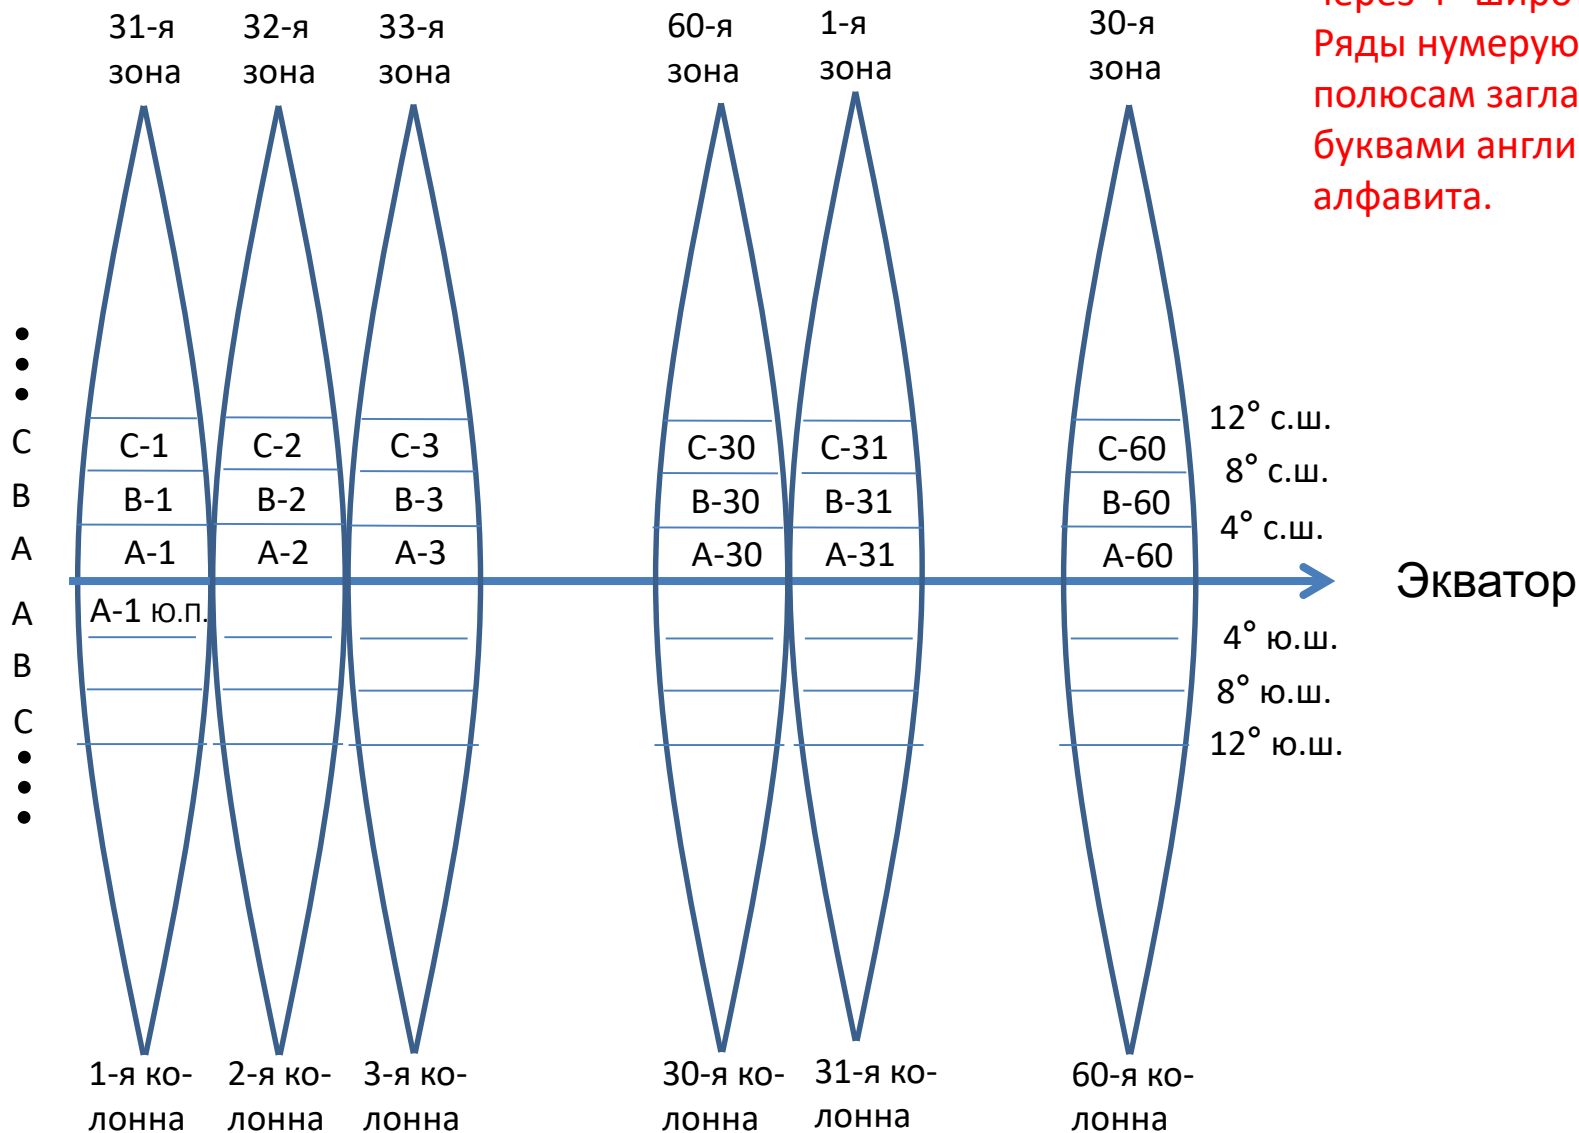 31-я
зона
32-я
зона
33-я
зона
60-я
зона
1-я
зона
30-я
зона
Ряды нумерую
полюсам загла
буквами англи
алфавита.
C
B
A
A
B
C
C-1
C-2
C-3
C-30
C-31
C-60
B-1
B-2
B-3
B-30
B-31
B-60
A-1
A-2
A-3
A-30
A-31
A-60
A-1 ю.п.
12° с.ш.
8° с.ш.
4° с.ш.
Экватор
4° ю.ш.
8° ю.ш.
12° ю.ш.
1-я ко-
лонна
2-я ко-
лонна
3-я ко-
лонна
30-я ко-
лонна
31-я ко-
лонна
60-я ко-
лонна